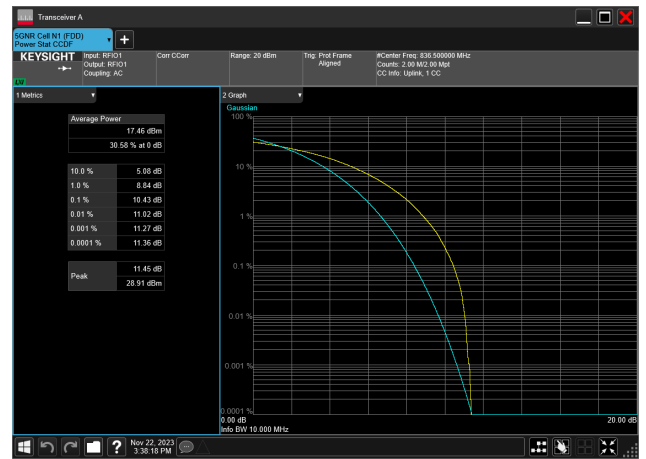 Transceiver A
5GNR Cell N1 (FDD)
Power Stat CCDF
KEYSIGHT
Input: RFIO1
Output: RFIO1
Coupling: AC
Corr CCorr
Range: 20 dBm
Trig: Prot Frame
Aligned
#Center Freq: 836.500000 MHz
Counts: 2.00 M/2.00 Mpt
CC Info: Uplink, 1 CC
1 Metrics
Average Power
17.46 dBm
30.58 % at 0 dB
10.0 % 5.08 dB
1.0 % 8.84 dB
0.1 % 10.43 dB
0.01 % 11.02 dB
0.001 % 11.27 dB
0.0001 % 11.36 dB
Peak
11.45 dB
28.91 dBm
2 Graph
Gaussian
100 %
10 %
1 %
0.1 %
0.01 %
0.001 %
0.0001 %
0.00 dB
20.00 dB
Info BW 10.000 MHz
?
Nov 22, 2023
3:38:18 PM